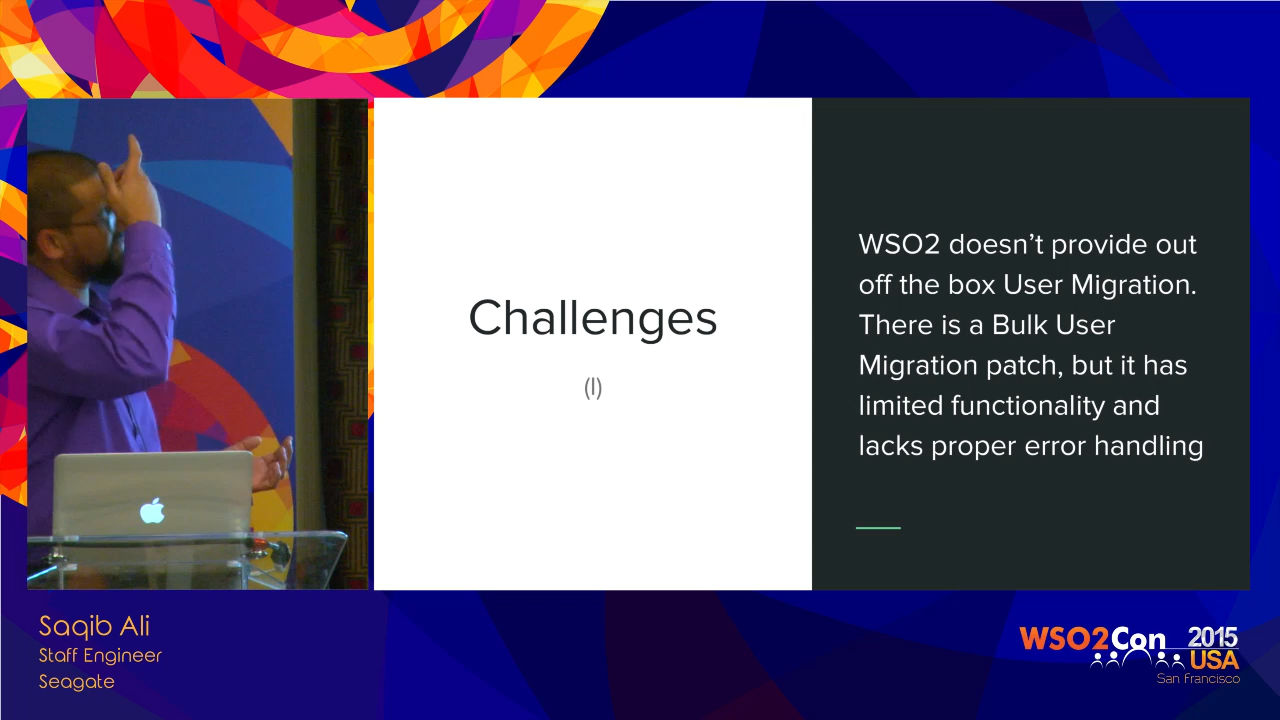 Challenges
(I)
WSO2 doesn’t provide out
off the box User Migration.
There is a Bulk User
Migration patch, but it has
limited functionality and
lacks proper error handling
Saqib Ali
Staff Engineer
Seagate
WSO2Con 2015
USA
San Francisco